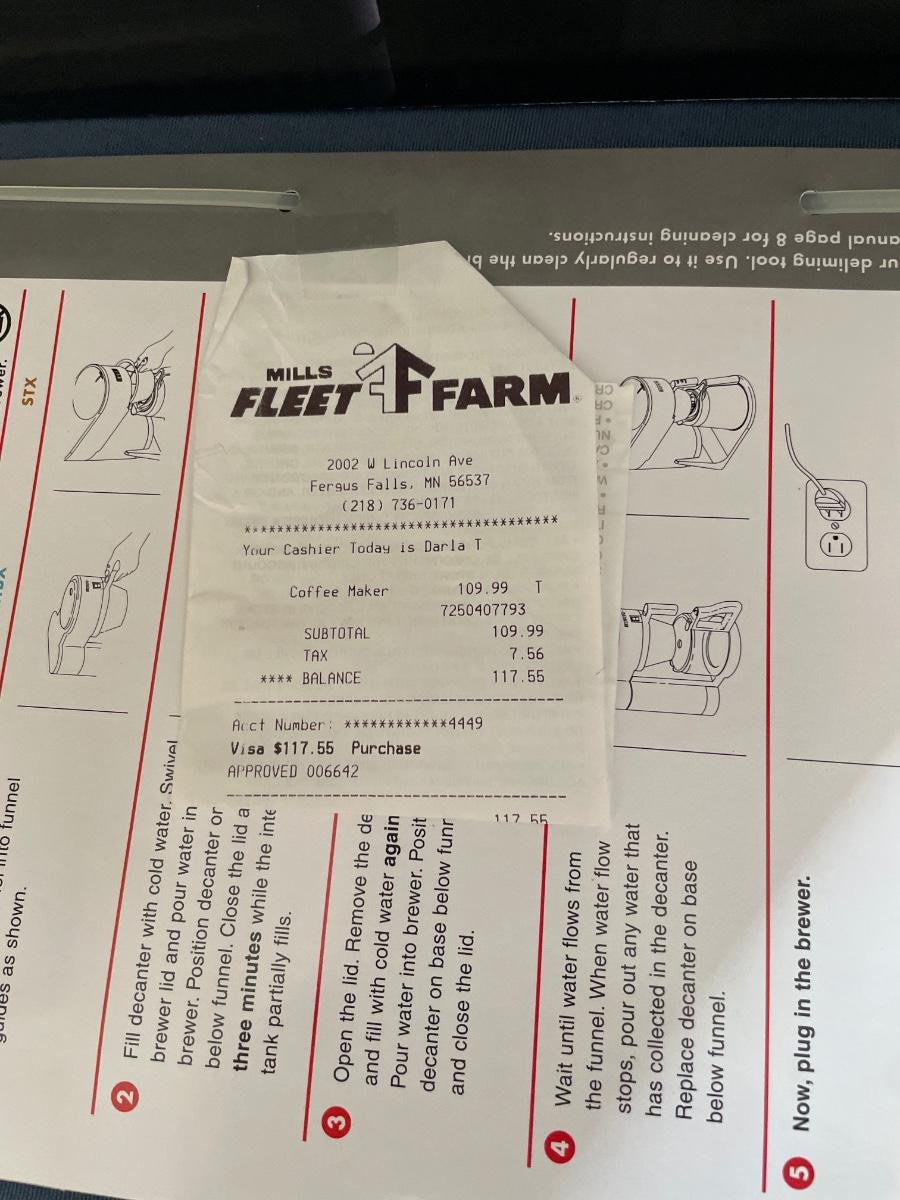 MILLS
FLEET FARM
2002 W Lincoln Ave
Fergus Falls, MN 56537
(218) 736-0171
***************************************
Your Cashier Today is Darla T
Coffee Maker 109.99 T
7250407793
SUBTOTAL 109.99
TAX 7.56
**** BALANCE 117.55
Acct Number: ************4449
Visa $117.55 Purchase
APPROVED 006642
117.55
ur deliming tool. Use it to regularly clean the
anual page 8 for cleaning instructions.
STX
funnel
as shown.
2 Fill decanter with cold water. Swivel
brewer lid and pour water in
brewer. Position decanter or
below funnel. Close the lid a
three minutes while the inte
tank partially fills.
3 Open the lid. Remove the de
and fill with cold water again
Pour water into brewer. Posit
decanter on base below funr
and close the lid.
4 Wait until water flows from
the funnel. When water flow
stops, pour out any water that
has collected in the decanter.
Replace decanter on base
below funnel.
5 Now, plug in the brewer.